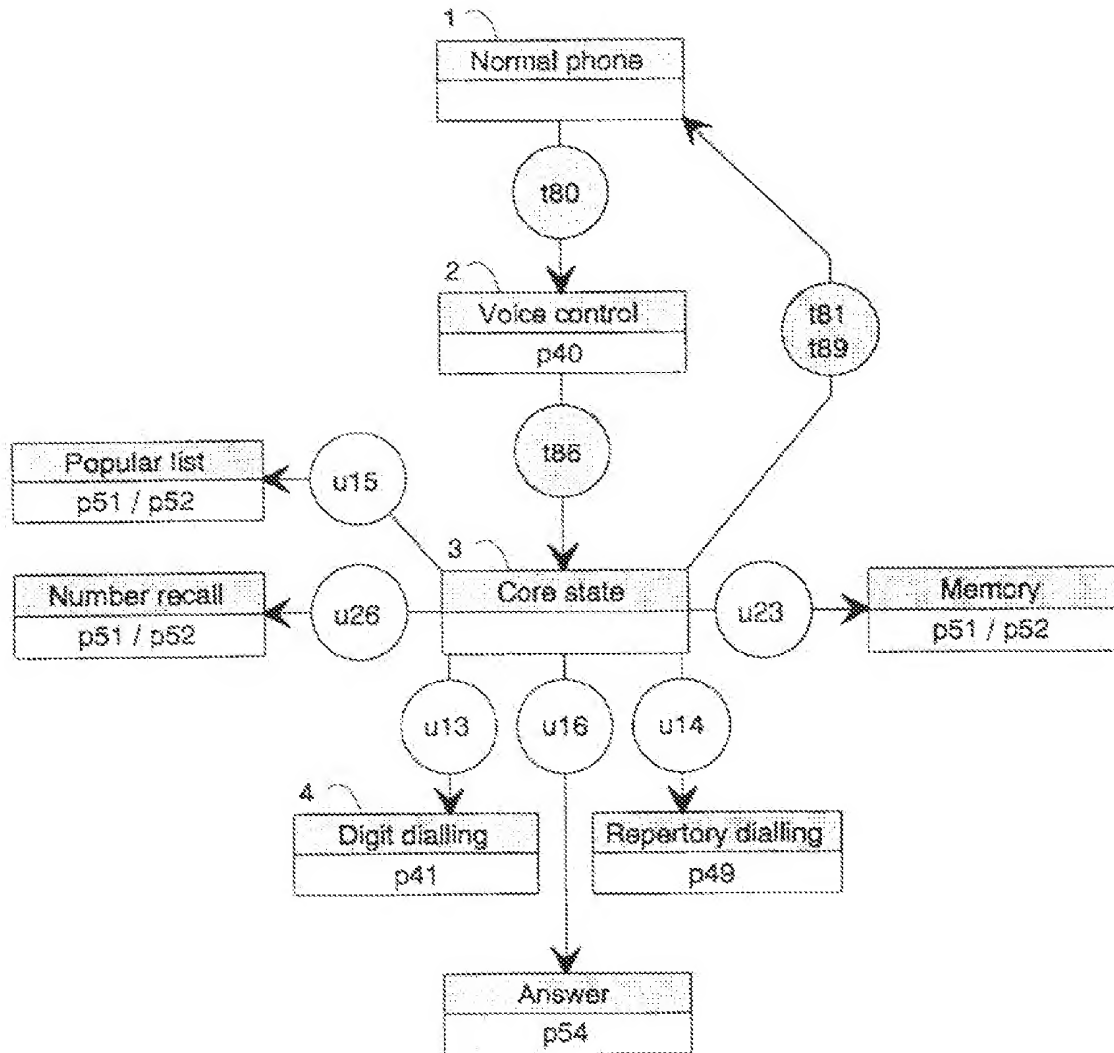 1
Normal phone
t80
2
Voice control
p40
t81
t89
t86
Popular list
p51 / p52
u15
3
Core state
Number recall
p51 / p52
u26
u23
Memory
p51 / p52
u13
u16
u14
4
Digit dialling
p41
Repertory dialling
p49
Answer
p54